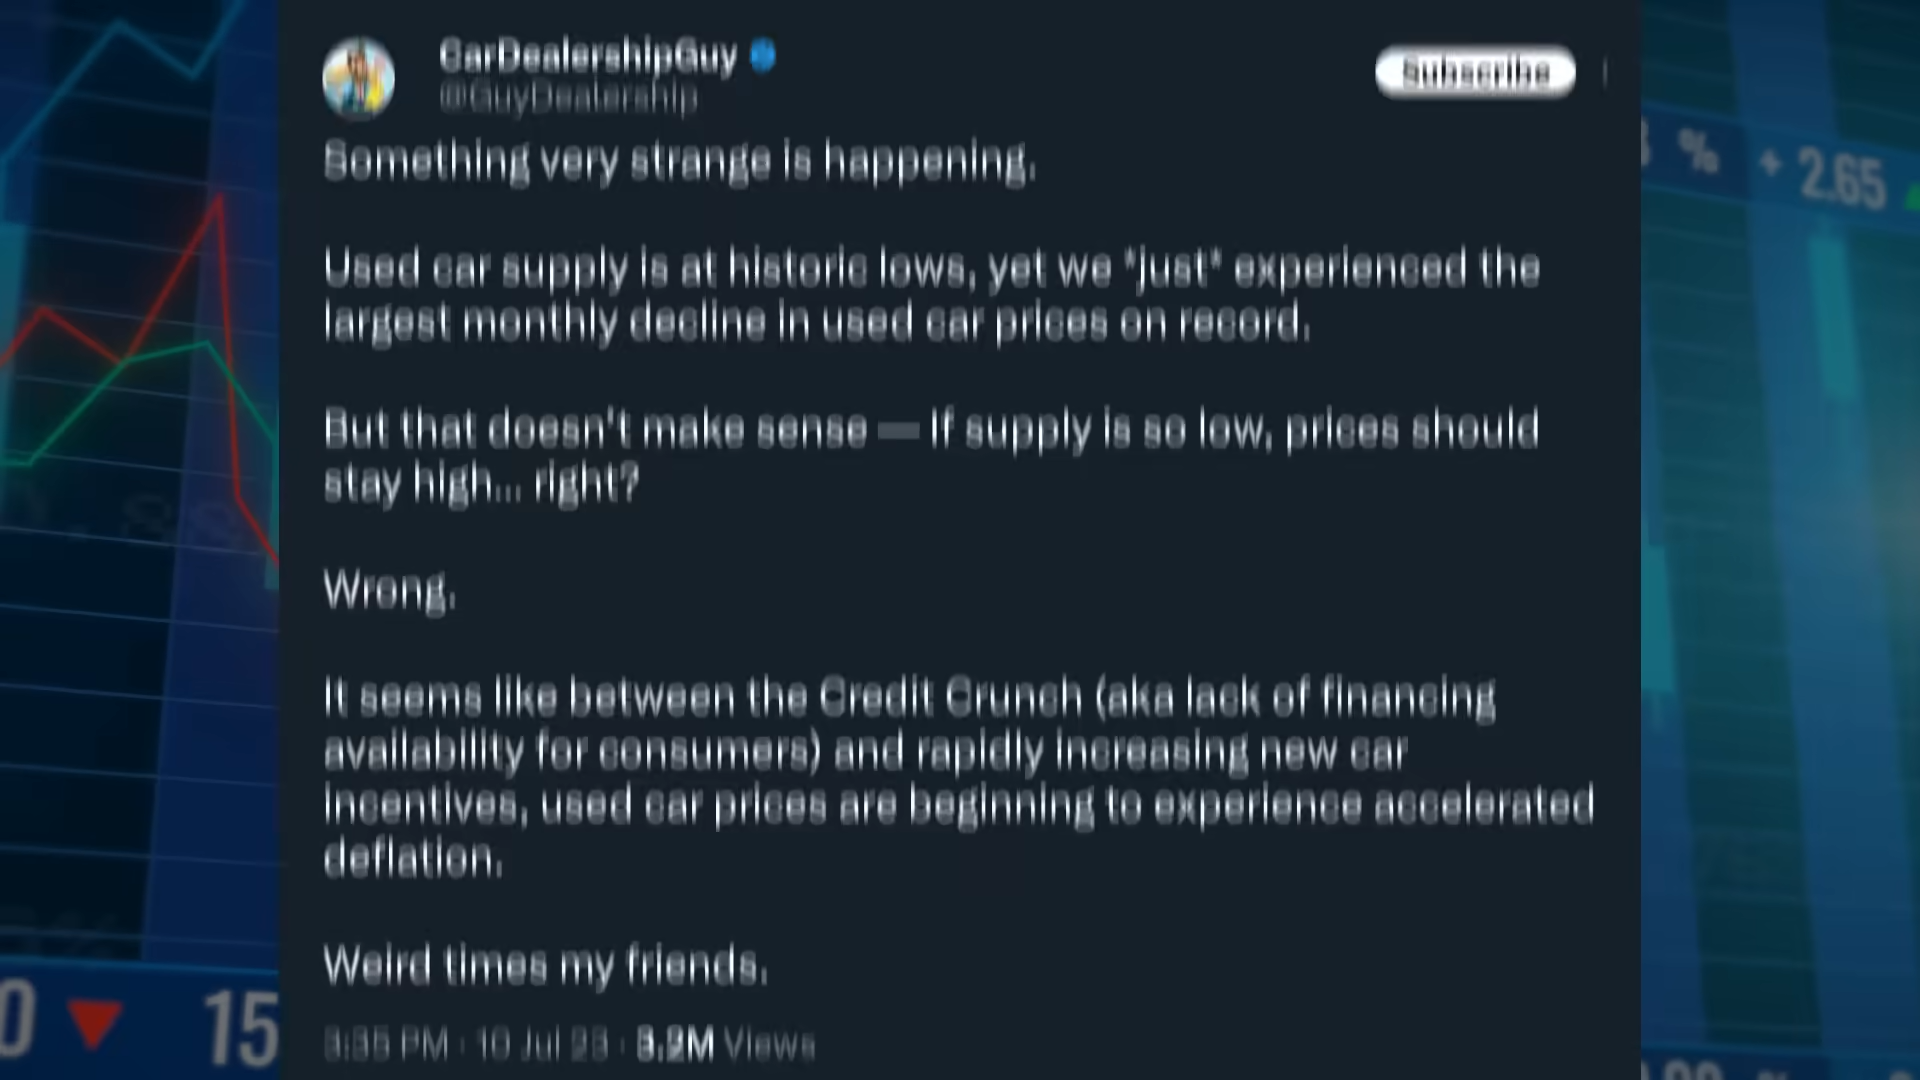 CarDealershipGuy
@GuyDealership
Subscribe
Something very strange is happening.
Used car supply is at historic lows, yet we *just* experienced the
largest monthly decline in used car prices on record.
But that doesn't make sense — If supply is so low, prices should
stay high... right?
Wrong.
It seems like between the Credit Crunch (aka lack of financing
availability for consumers) and rapidly increasing new car
incentives, used car prices are beginning to experience accelerated
deflation.
Weird times my friends.
PM · 10 Jul 23 · Views
% + 2.65
0 ▼ 15